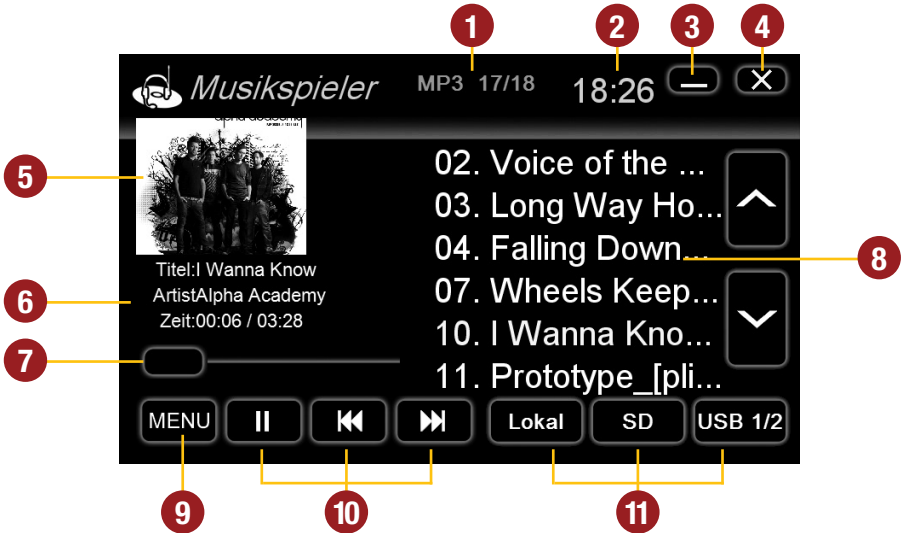 1 2 3 4
Musikspieler MP3 17/18 18:26
alpha academy
5
02. Voice of the ...
03. Long Way Ho...
04. Falling Down...
8
Titel:I Wanna Know
ArtistAlpha Academy
Zeit:00:06 / 03:28
6
07. Wheels Keep...
10. I Wanna Kno...
7
11. Prototype_[pli...
MENU Lokal SD USB 1/2
9 10 11